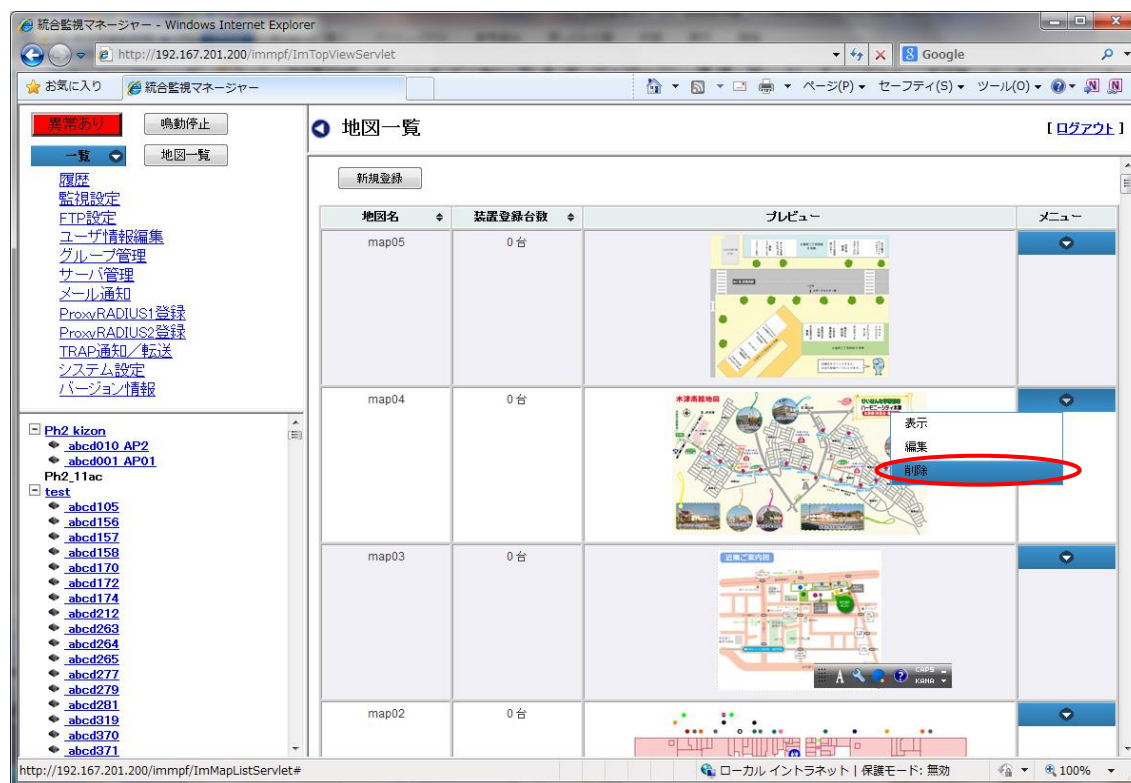 統合監視マネージャー - Windows Internet Explorer
http://192.167.201.200/immpf/ImTopViewServlet
Google
お気に入り
統合監視マネージャー
ページ(P)
セーフティ(S)
ツール(O)
異常あり
鳴動停止
地図一覧
[ ログアウト ]
一覧
地図一覧
履歴
監視設定
FTP設定
ユーザ情報編集
グループ管理
サーバ管理
メール通知
ProxyRADIUS1登録
ProxyRADIUS2登録
TRAP通知／転送
システム設定
バージョン情報
Ph2 kizon
abcd010 AP2
abcd001 AP01
Ph2_11ac
test
abcd105
abcd156
abcd157
abcd158
abcd170
abcd172
abcd174
abcd212
abcd263
abcd264
abcd265
abcd277
abcd279
abcd281
abcd319
abcd370
abcd371
新規登録
地図名 装置登録台数 プレビュー メニュー
map05 0 台
map04 0 台
木津南総地図
表示
編集
削除
map03 0 台
近隣ご案内図
A
CAPS
KANA
map02 0 台
http://192.167.201.200/immpf/ImMapListServlet#
ローカル イントラネット | 保護モード: 無効
100%